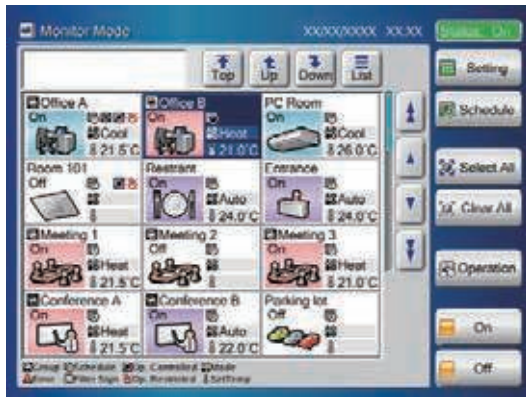 Monitor Mode XX/XX/XXXX XX:XX Status: On
Top Up Down List
Setting
Schedule
Select All
Clear All
Operation
On
Off
Office A
On
Cool
21.5°C
Office B
On
Heat
21.0°C
PC Room
On
Cool
26.0°C
Room 101
Off
Restrant
On
Auto
24.0°C
Entrance
On
Auto
24.0°C
Meeting 1
On
Heat
21.5°C
Meeting 2
Off
Meeting 3
On
Heat
21.0°C
Conference A
On
Heat
21.5°C
Conference B
On
Auto
22.0°C
Parking lot
Off
Group Schedule Op. Controlled Mode
Error Filter Sign Op. Restricted SetTemp